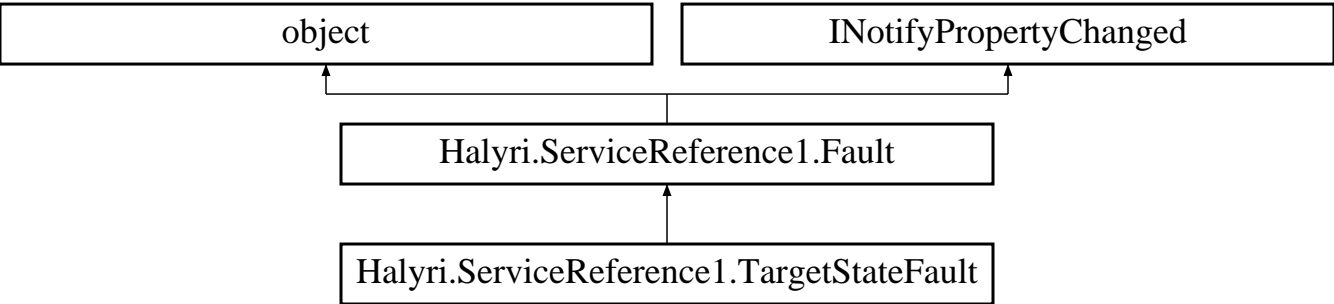 object
INotifyPropertyChanged
Halyri.ServiceReference1.Fault
Halyri.ServiceReference1.TargetStateFault